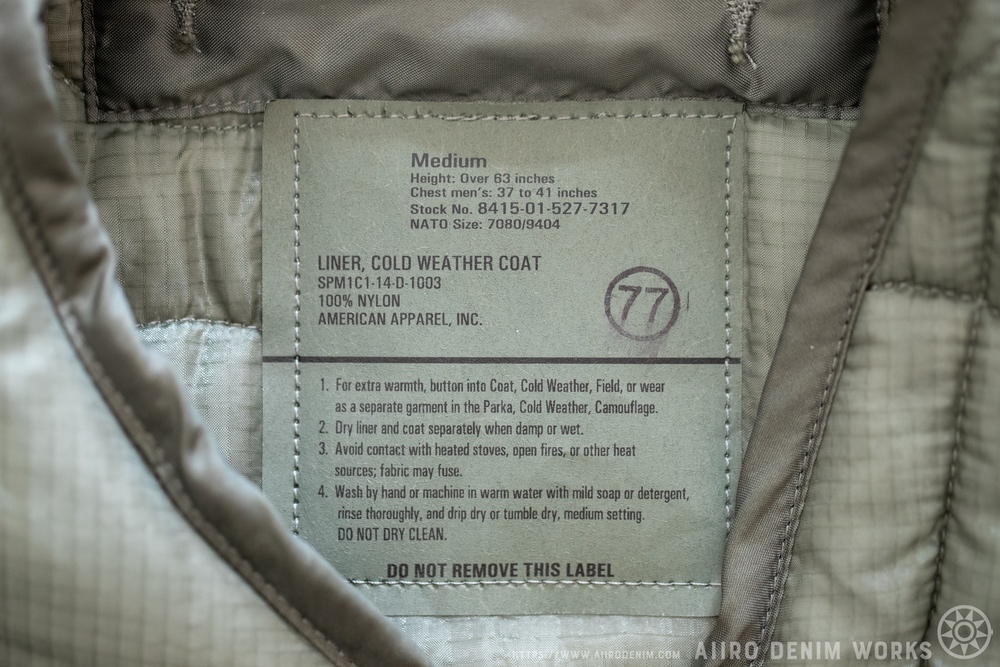 Medium
Height: Over 63 inches
Chest men's: 37 to 41 inches
Stock No. 8415-01-527-7317
NATO Size: 7080/9404
LINER, COLD WEATHER COAT
SPM1C1-14-D-1003
100% NYLON
AMERICAN APPAREL, INC.
77
1. For extra warmth, button into Coat, Cold Weather, Field, or wear
as a separate garment in the Parka, Cold Weather, Camouflage.
2. Dry liner and coat separately when damp or wet.
3. Avoid contact with heated stoves, open fires, or other heat
sources; fabric may fuse.
4. Wash by hand or machine in warm water with mild soap or detergent,
rinse thoroughly, and drip dry or tumble dry, medium setting.
DO NOT DRY CLEAN.
DO NOT REMOVE THIS LABEL
HTTPS://WWW.AIIRODENIM.COM AIIRO DENIM WORKS